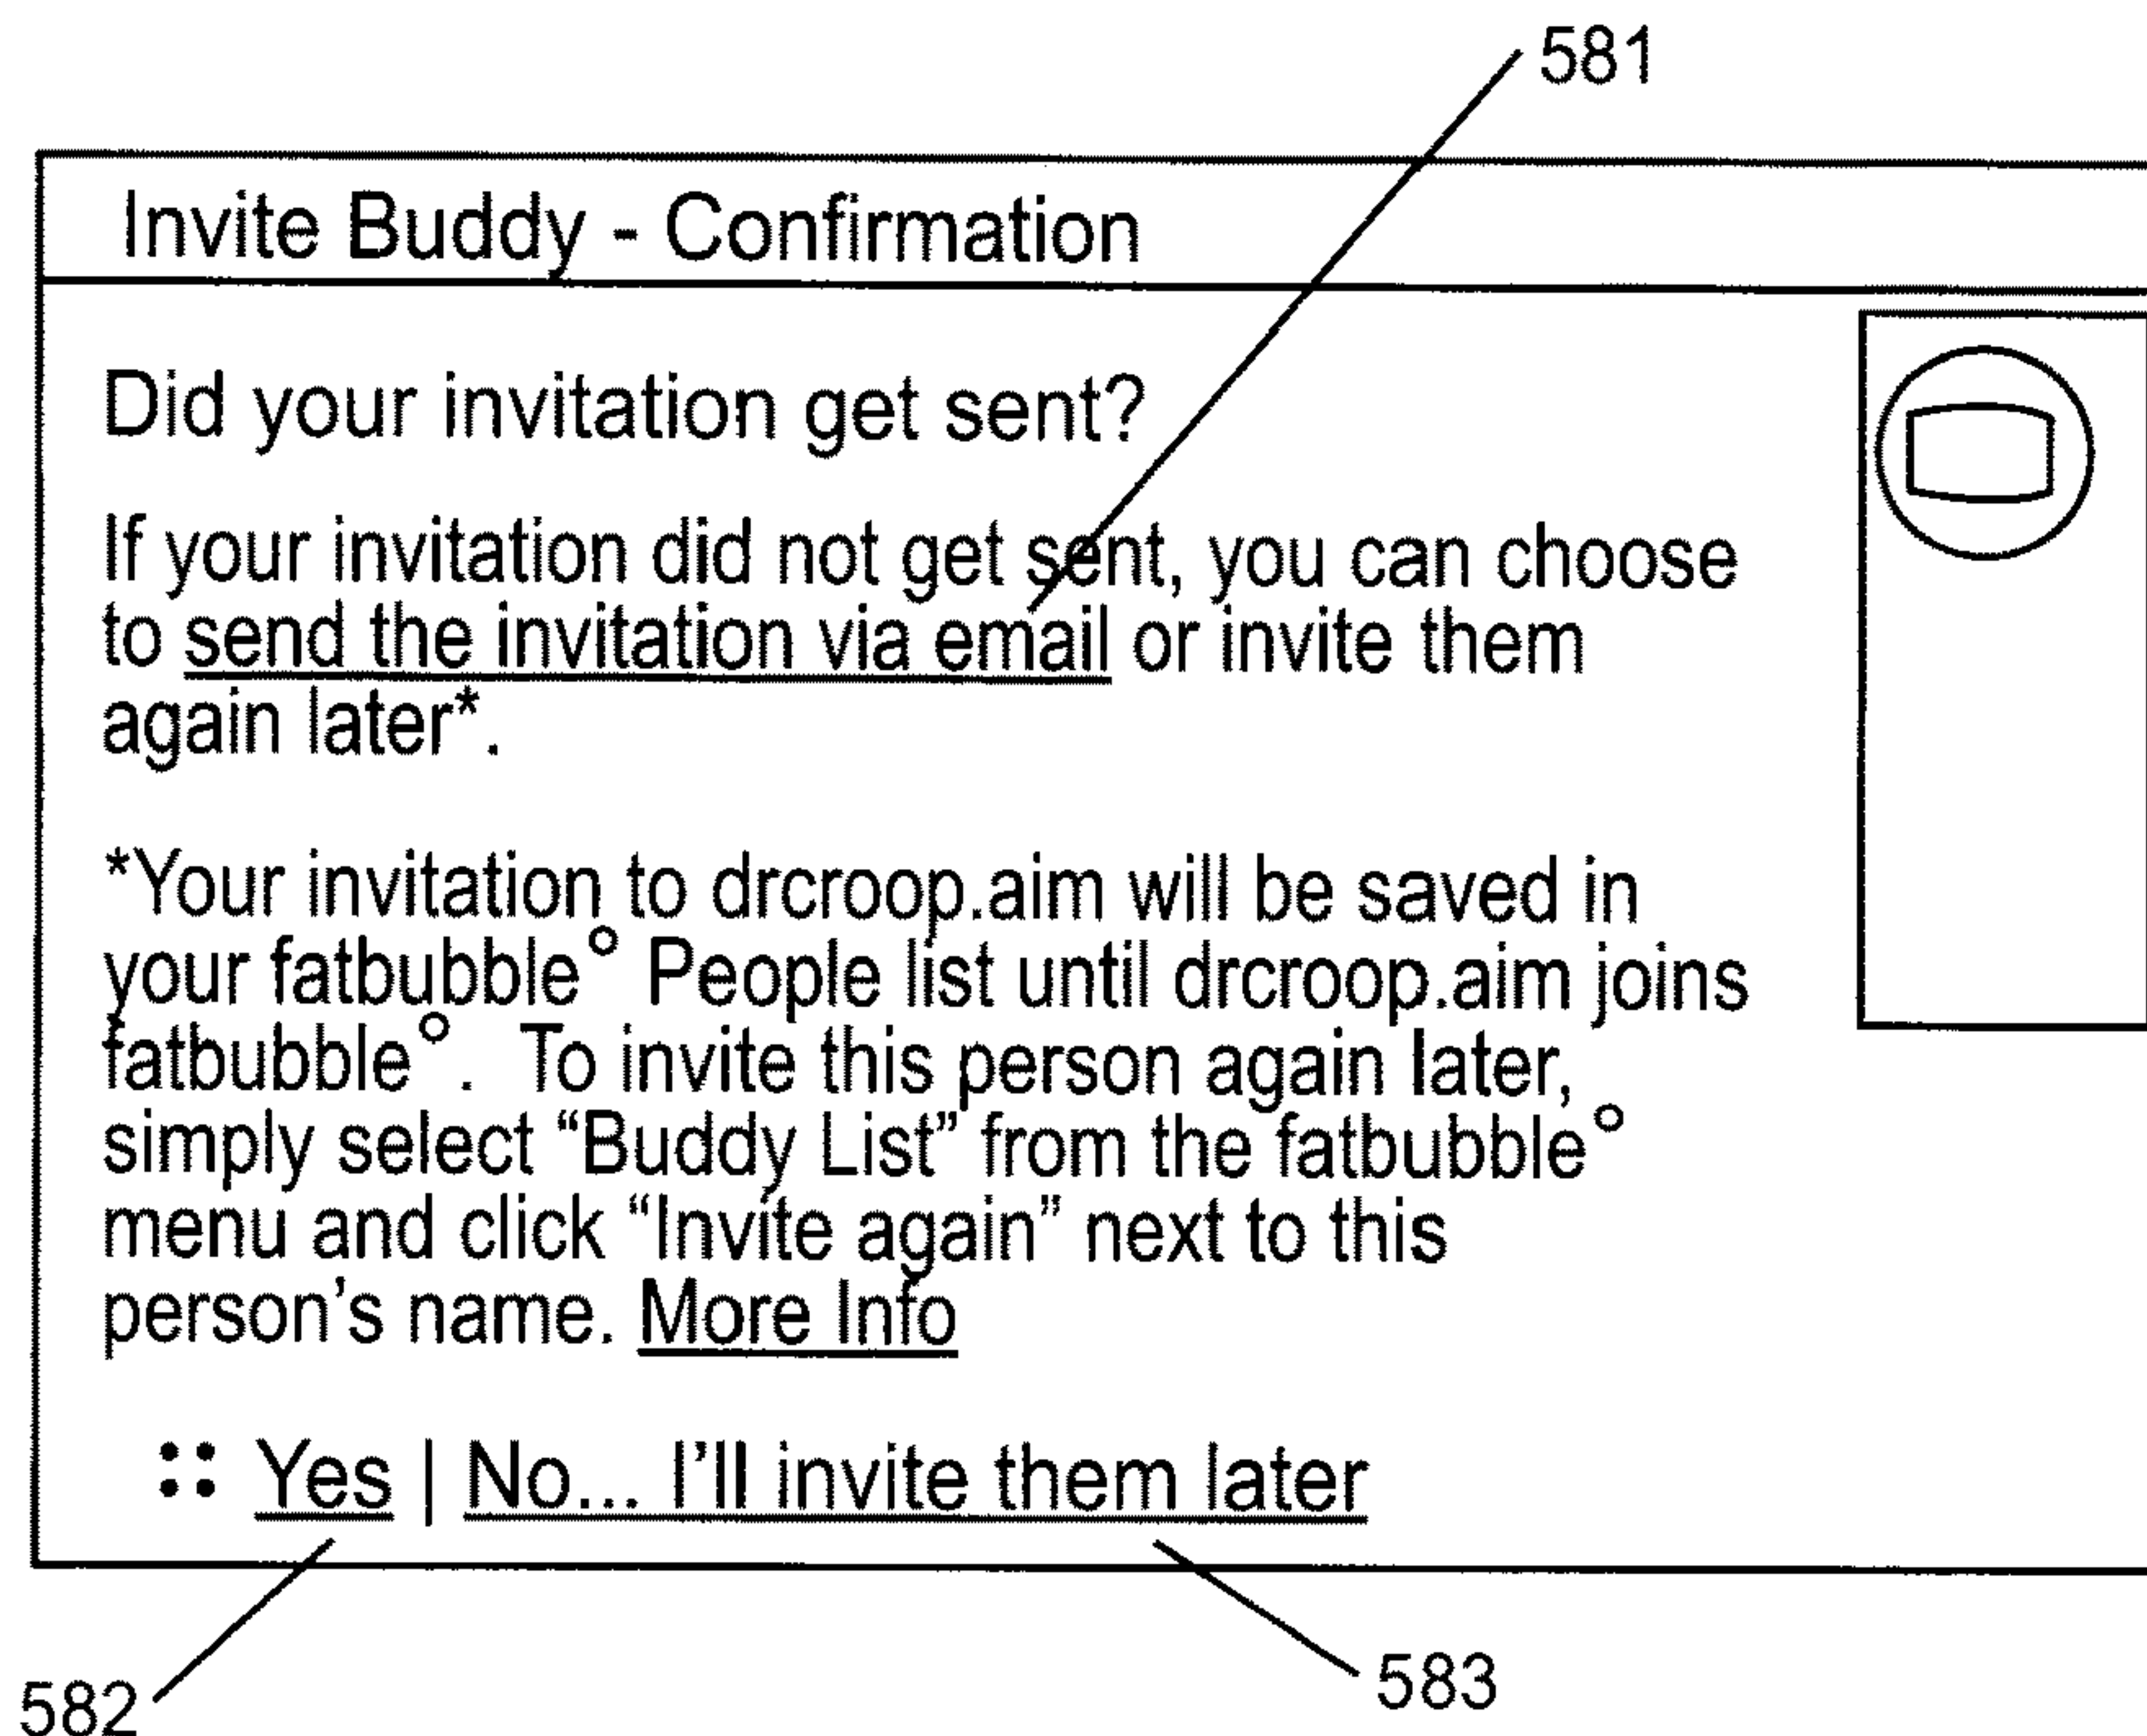 581
Invite Buddy - Confirmation
Did your invitation get sent?
If your invitation did not get sent, you can choose
to send the invitation via email or invite them
again later*.
*Your invitation to drcroop.aim will be saved in
your fatbubble° People list until drcroop.aim joins
fatbubble°. To invite this person again later,
simply select “Buddy List” from the fatbubble°
menu and click “Invite again” next to this
person’s name. More Info
:: Yes | No... I’ll invite them later
582
583